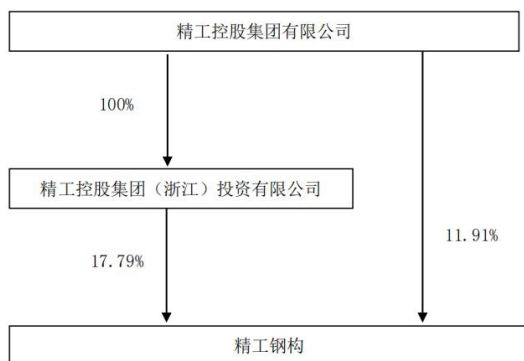 精工控股集团有限公司
100%
精工控股集团（浙江）投资有限公司
11.91%
17.79%
精工钢构